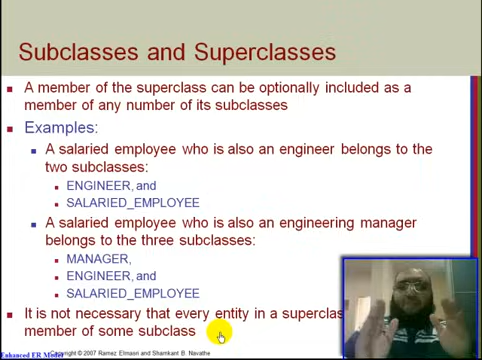 Subclasses and Superclasses
A member of the superclass can be optionally included as a
member of any number of its subclasses
Examples:
A salaried employee who is also an engineer belongs to the
two subclasses:
ENGINEER, and
SALARIED_EMPLOYEE
A salaried employee who is also an engineering manager
belongs to the three subclasses:
MANAGER,
ENGINEER, and
SALARIED_EMPLOYEE
It is not necessary that every entity in a superclas
member of some subclass
Enhanced ER Model
Copyright © 2007 Ramez Elmasri and Shamkant B. Navathe